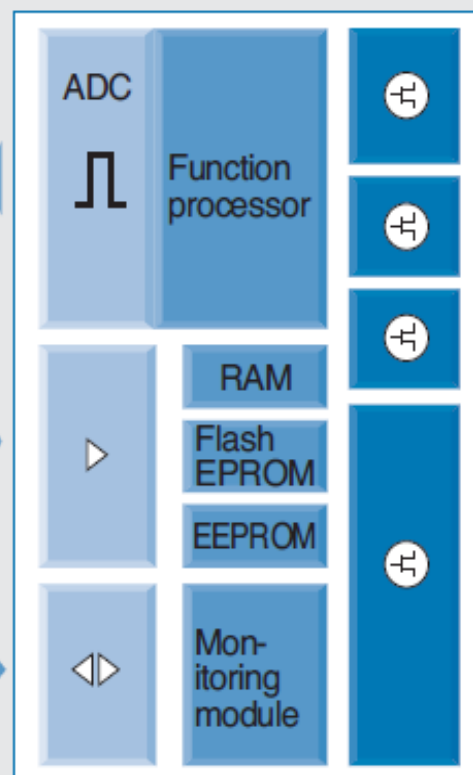 ADC
Function
processor
RAM
Flash
EPROM
EEPROM
Mon-
itoring
module